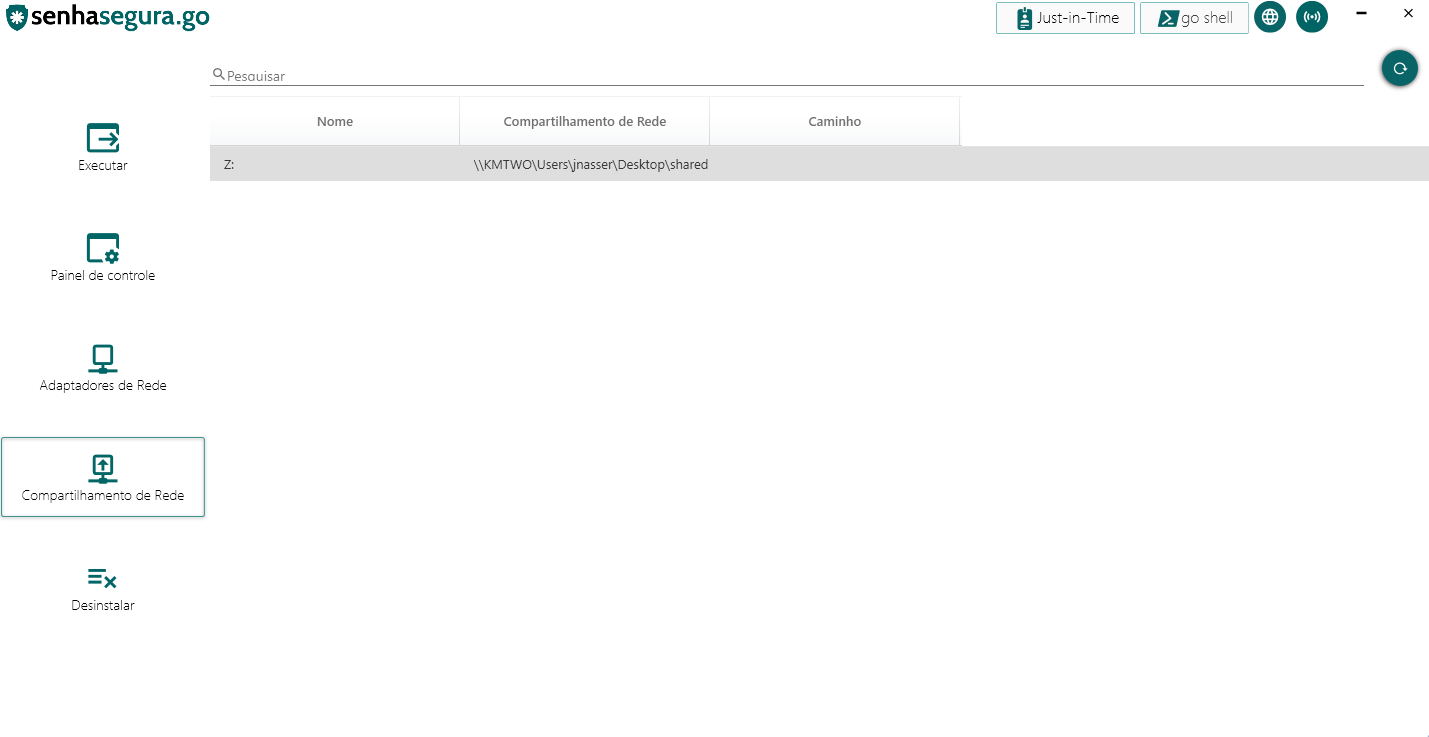 senhasegura.go
Just-in-Time
go shell
Pesquisar
Nome
Compartilhamento de Rede
Caminho
Z:
\\KMTWO\Users\jnasser\Desktop\shared
Executar
Painel de controle
Adaptadores de Rede
Compartilhamento de Rede
Desinstalar